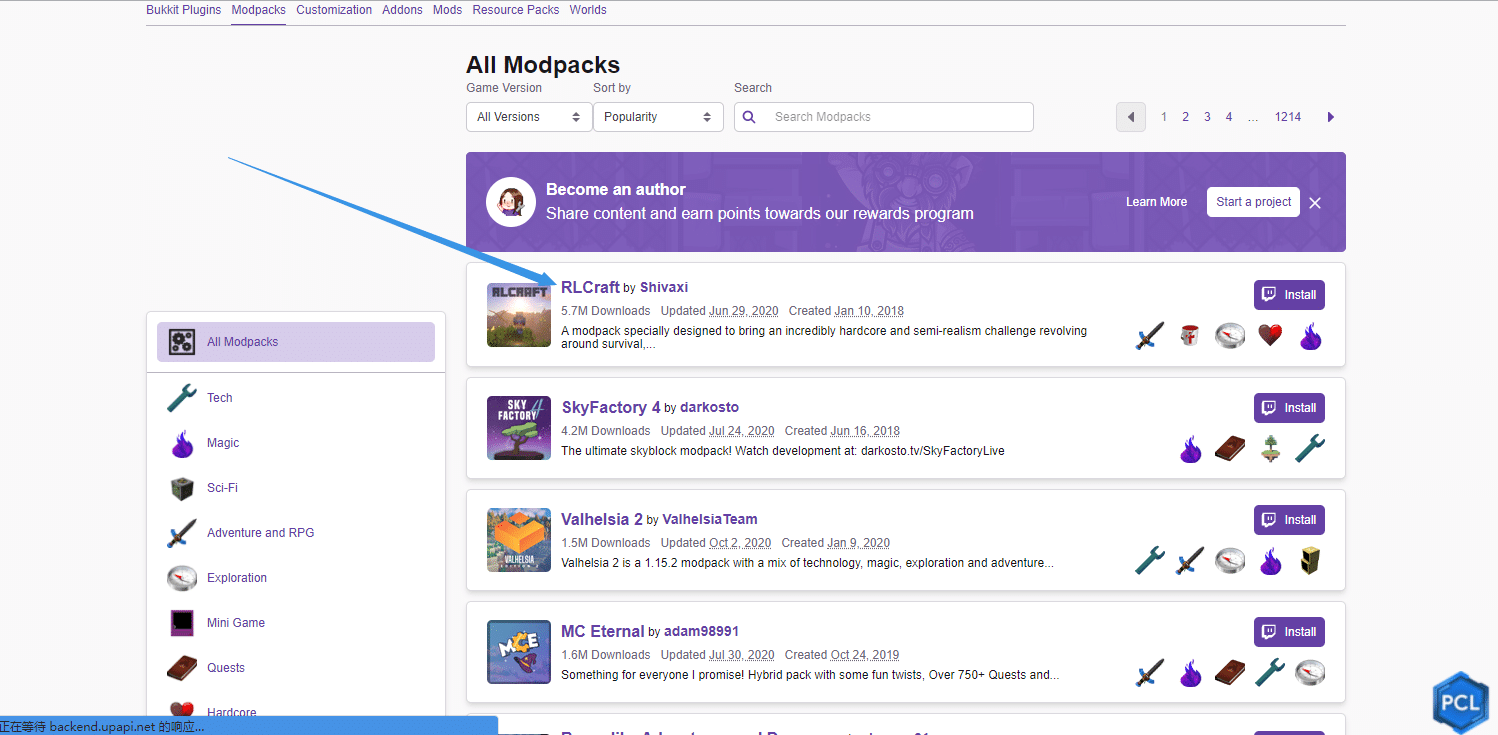 Bukkit Plugins Modpacks Customization Addons Mods Resource Packs Worlds
All Modpacks
Game Version Sort by Search
All Versions Popularity Search Modpacks 1 2 3 4 ... 1214
Become an author
Share content and earn points towards our rewards program
Learn More Start a project
RLCRAFT
RLCraft by Shivaxi
Install
5.7M Downloads Updated Jun 29, 2020 Created Jan 10, 2018
A modpack specially designed to bring an incredibly hardcore and semi-realism challenge revolving
around survival,...
SKY
FACTORY 4
SkyFactory 4 by darkosto
Install
4.2M Downloads Updated Jul 24, 2020 Created Jun 16, 2018
The ultimate skyblock modpack! Watch development at: darkosto.tv/SkyFactoryLive
VALHELSIA
Valhelsia 2 by ValhelsiaTeam
Install
1.5M Downloads Updated Oct 2, 2020 Created Jan 9, 2020
Valhelsia 2 is a 1.15.2 modpack with a mix of technology, magic, exploration and adventure...
MCE
MC Eternal by adam98991
Install
1.6M Downloads Updated Jul 30, 2020 Created Oct 24, 2019
Something for everyone I promise! Hybrid pack with some fun twists, Over 750+ Quests and...
All Modpacks
Tech
Magic
Sci-Fi
Adventure and RPG
Exploration
Mini Game
Quests
Hardcore
正在等待 backend.upapi.net 的响应...
PCL